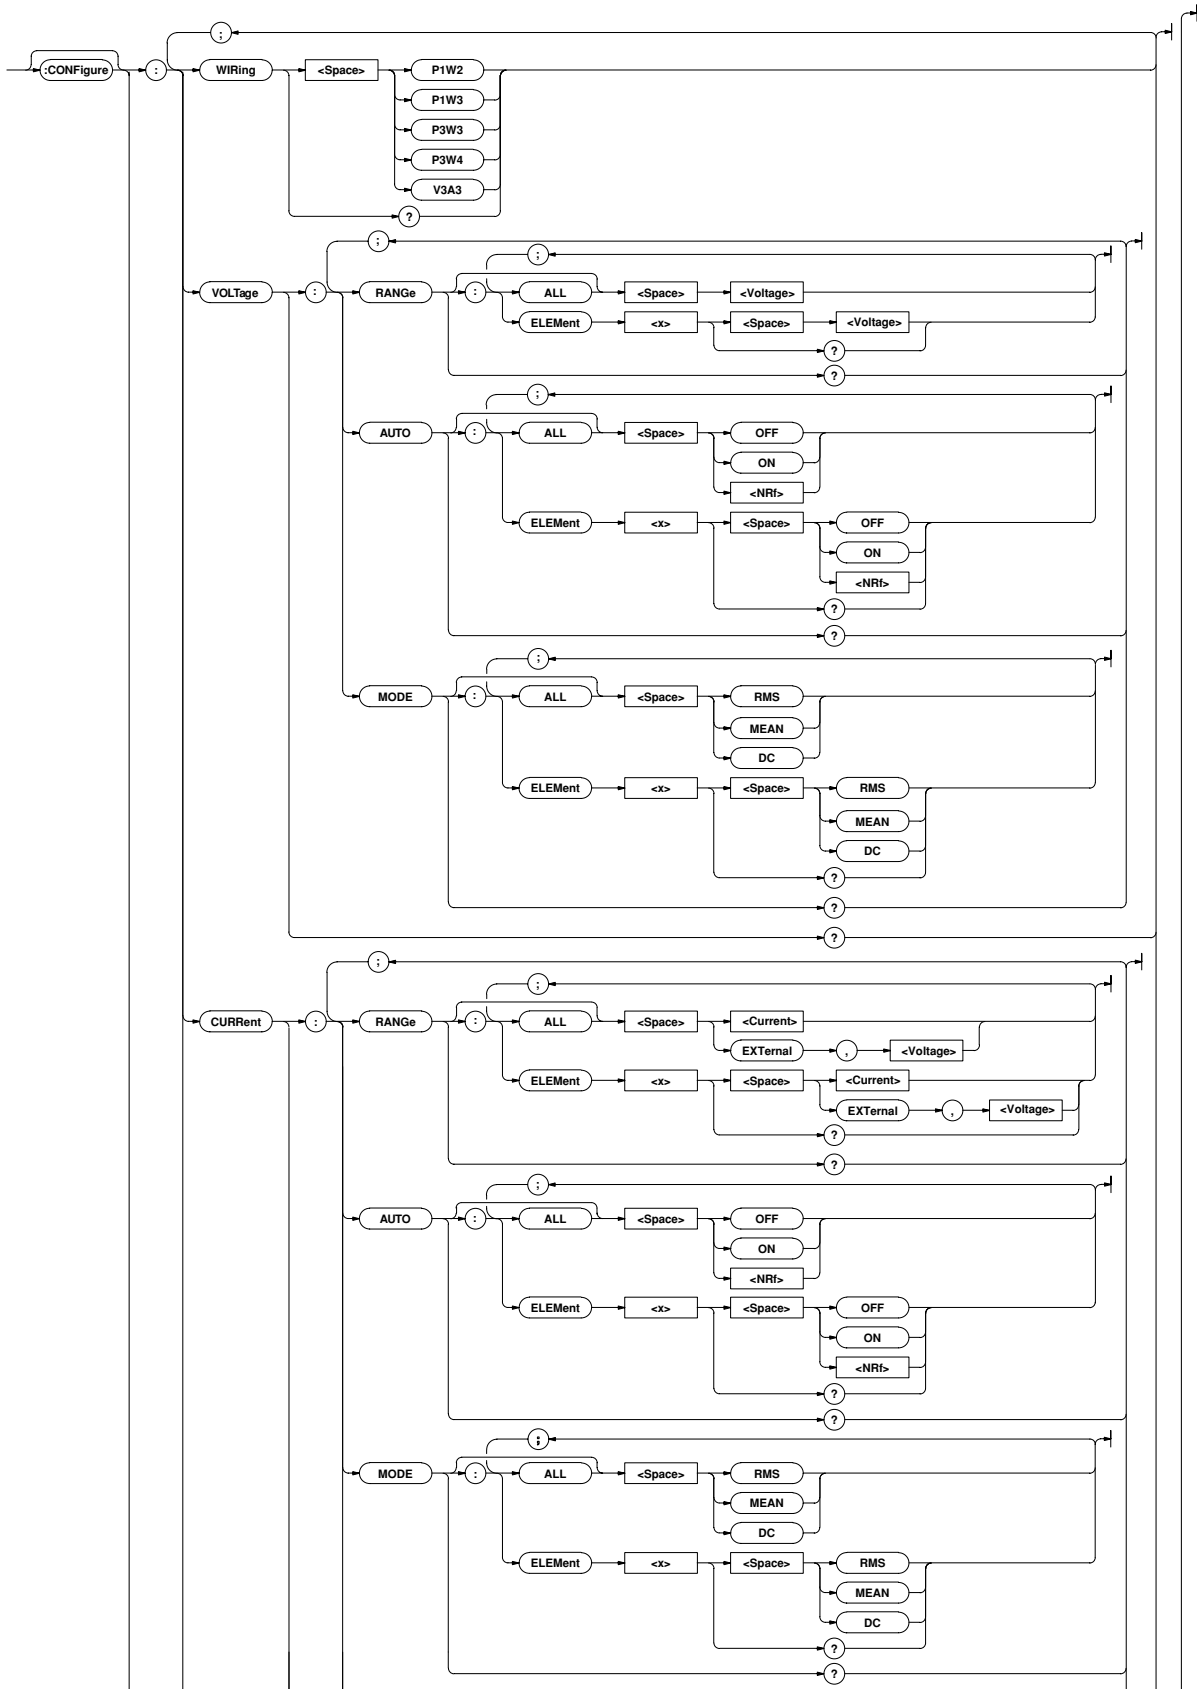 ;
:CONFigure : WIRing <Space> P1W2
P1W3
P3W3
P3W4
V3A3
?
;
;
VOLTage : RANGe : ALL <Space> <Voltage>
ELEMent <x> <Space> <Voltage>
?
?
;
AUTO : ALL <Space> OFF
ON
<NRf>
ELEMent <x> <Space> OFF
ON
<NRf>
?
?
;
MODE : ALL <Space> RMS
MEAN
DC
ELEMent <x> <Space> RMS
MEAN
DC
?
?
?
;
;
CURRent : RANGe : ALL <Space> <Current>
EXTernal , <Voltage>
ELEMent <x> <Space> <Current>
EXTernal , <Voltage>
?
?
;
AUTO : ALL <Space> OFF
ON
<NRf>
ELEMent <x> <Space> OFF
ON
<NRf>
?
?
;
MODE : ALL <Space> RMS
MEAN
DC
ELEMent <x> <Space> RMS
MEAN
DC
?
?